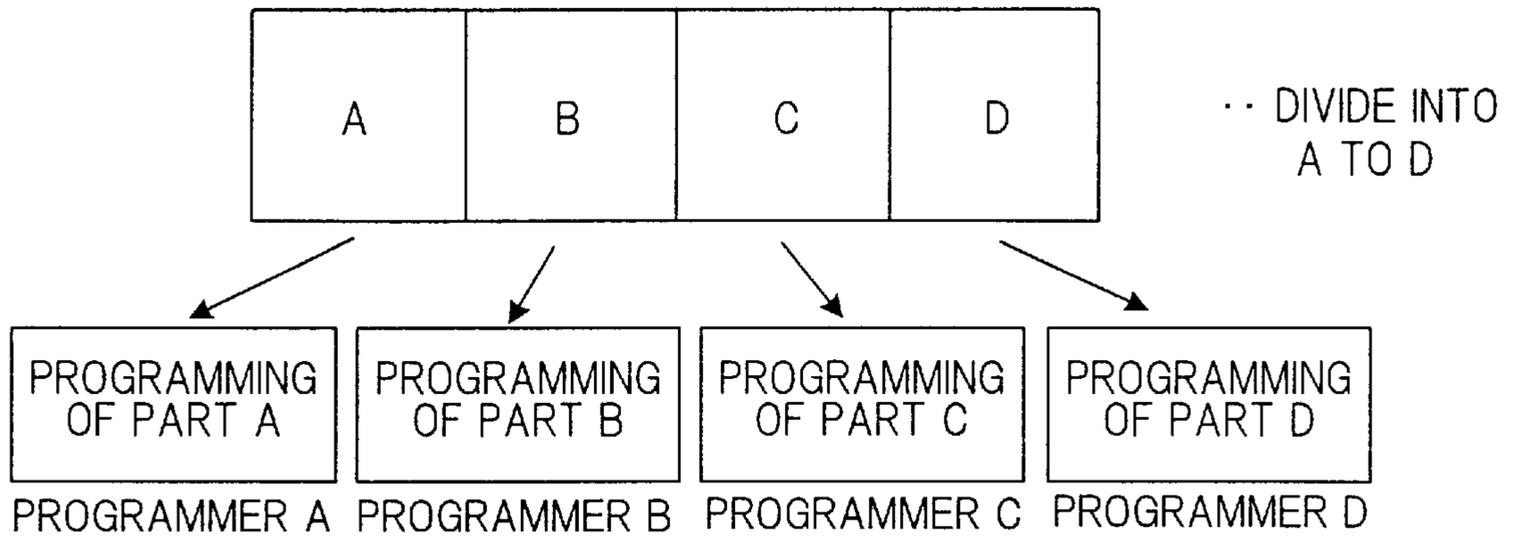 A B C D
·· DIVIDE INTO
A TO D
PROGRAMMING
OF PART A
PROGRAMMER A
PROGRAMMING
OF PART B
PROGRAMMER B
PROGRAMMING
OF PART C
PROGRAMMER C
PROGRAMMING
OF PART D
PROGRAMMER D